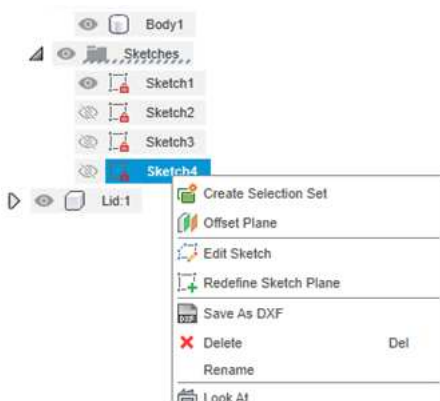 Body1
Sketches
Sketch1
Sketch2
Sketch3
Sketch4
Lid:1
Create Selection Set
Offset Plane
Edit Sketch
Redefine Sketch Plane
DXF Save As DXF
Delete Del
Rename
Look At